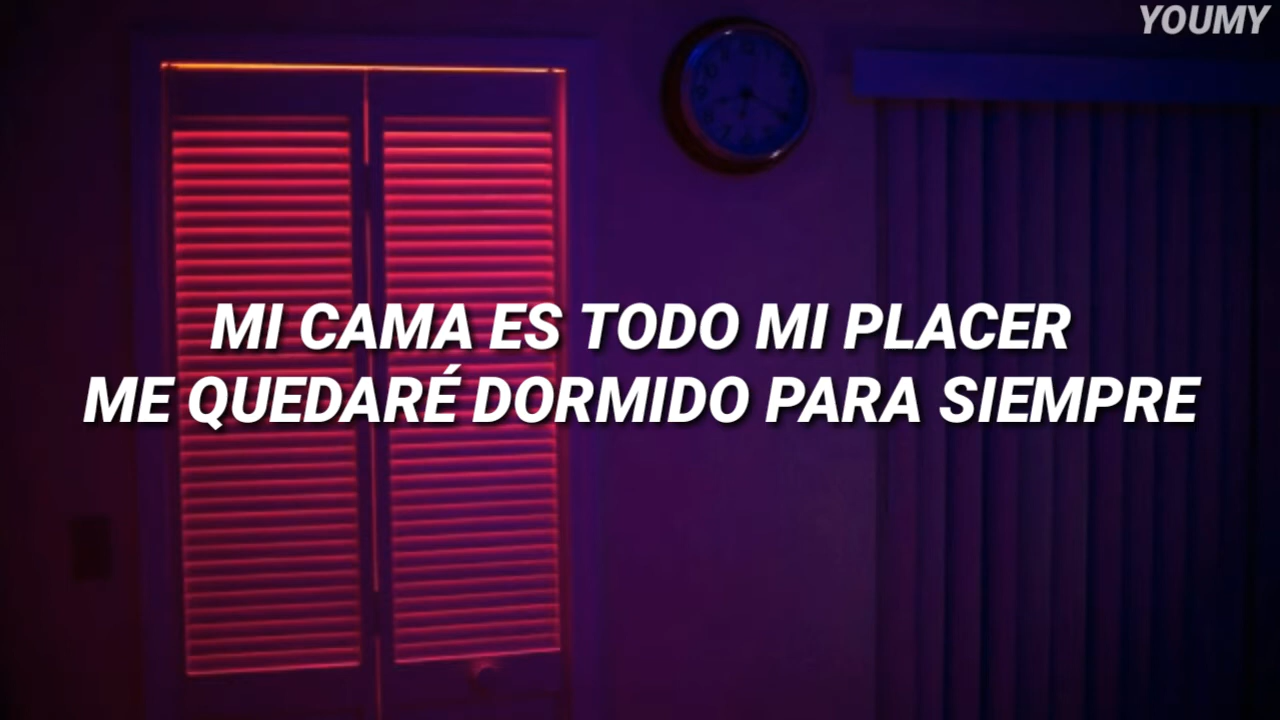 YOUMY
MI CAMA ES TODO MI PLACER
ME QUEDARÉ DORMIDO PARA SIEMPRE